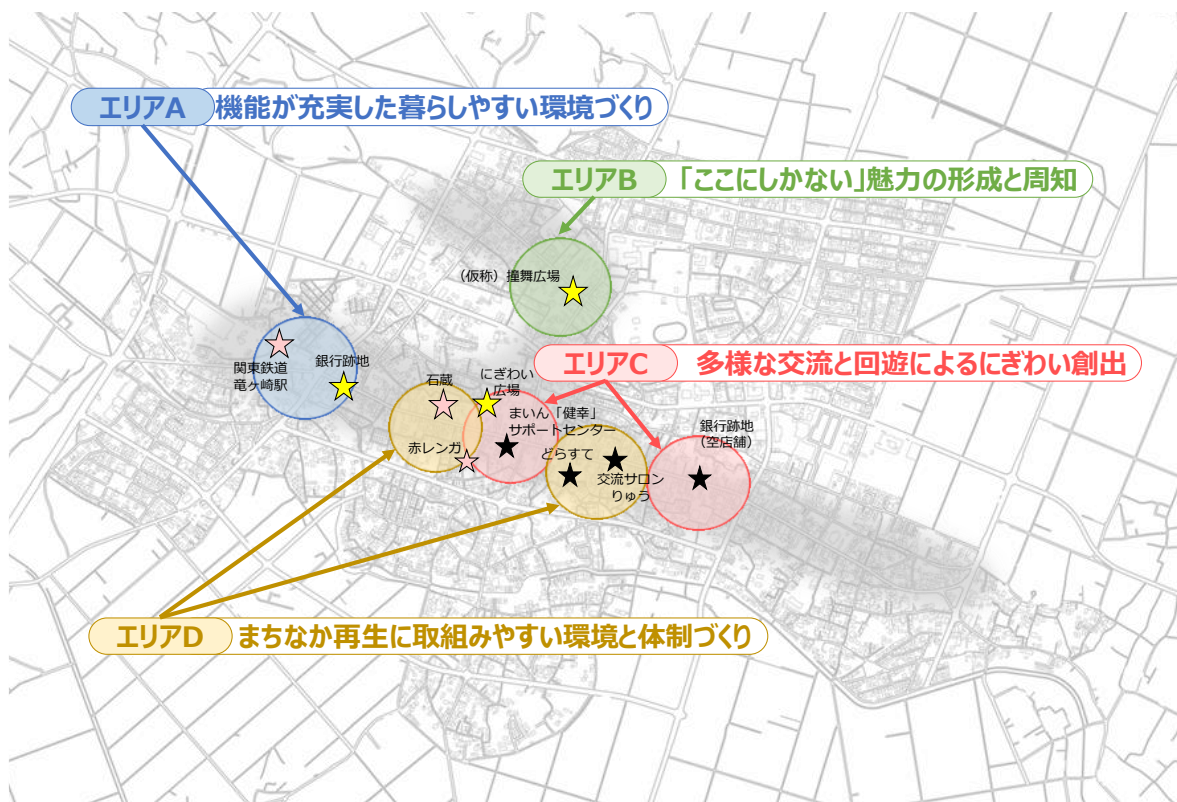 エリアA 機能が充実した暮らしやすい環境づくり
エリアB 「ここにしかない」魅力の形成と周知
(仮称)撞舞広場
エリアC 多様な交流と回遊によるにぎわい創出
関東鉄道
竜ヶ崎駅
銀行跡地
石蔵
にぎわい
広場
まいん「健幸」
サポートセンター
赤レンガ
どらすて
交流サロン
りゅう
銀行跡地
(空店舗)
エリアD まちなか再生に取組みやすい環境と体制づくり